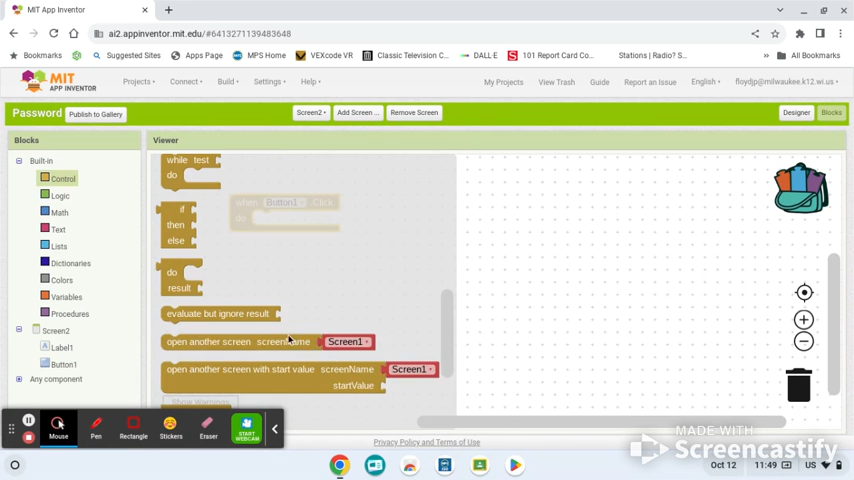 MIT App Inventor
ai2.appinventor.mit.edu/#6413271139483648
Bookmarks Suggested Sites Apps Page MPS Home VEXcode VR Classic Television C... DALL·E 101 Report Card Co... Stations | Radio? S... » All Bookmarks
MIT APP INVENTOR Projects Connect Build Settings Help My Projects View Trash Guide Report an Issue English floydjp@milwaukee.k12.wi.us
Password Publish to Gallery Screen2 Add Screen ... Remove Screen Designer Blocks
Blocks Viewer
Built-in
Control
Logic
Math
Text
Lists
Dictionaries
Colors
Variables
Procedures
Screen2
Label1
Button1
Any component
while test
do
if
then
else
when Button1 .Click
do
do
result
evaluate but ignore result
open another screen screenName Screen1
open another screen with start value screenName Screen1
startValue
Show Warnings
Mouse Pen Rectangle Stickers Eraser START WEBCAM
Privacy Policy and Terms of Use
MADE WITH
Screencastify
Oct 12 11:49 US